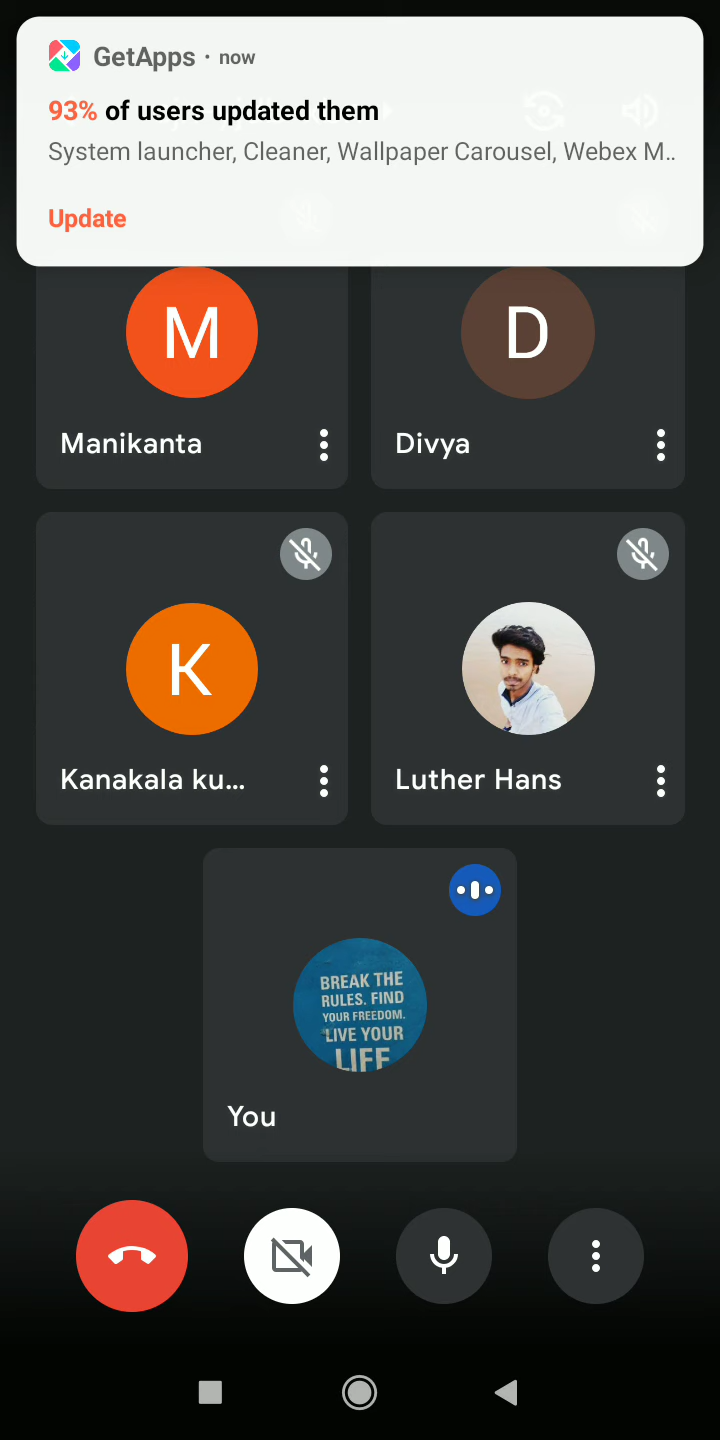 GetApps · now
93% of users updated them
System launcher, Cleaner, Wallpaper Carousel, Webex M..
Update
M
D
Manikanta
Divya
K
Kanakala ku...
Luther Hans
BREAK THE
RULES. FIND
YOUR FREEDOM.
LIVE YOUR
LIFE
You